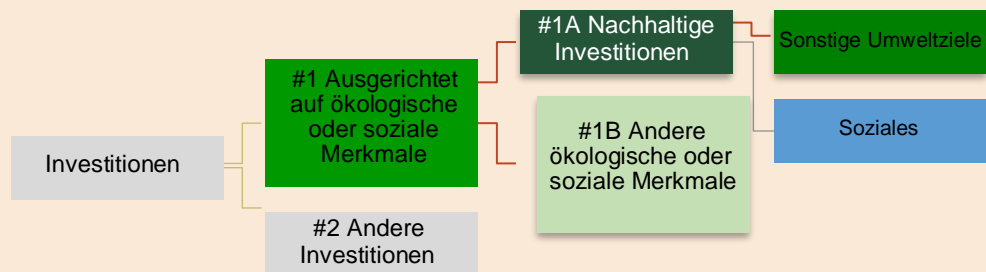 #1A Nachhaltige
Investitionen
Sonstige Umweltziele
#1 Ausgerichtet
auf ökologische
oder soziale
Merkmale
#1B Andere
ökologische oder
soziale Merkmale
Soziales
Investitionen
#2 Andere
Investitionen